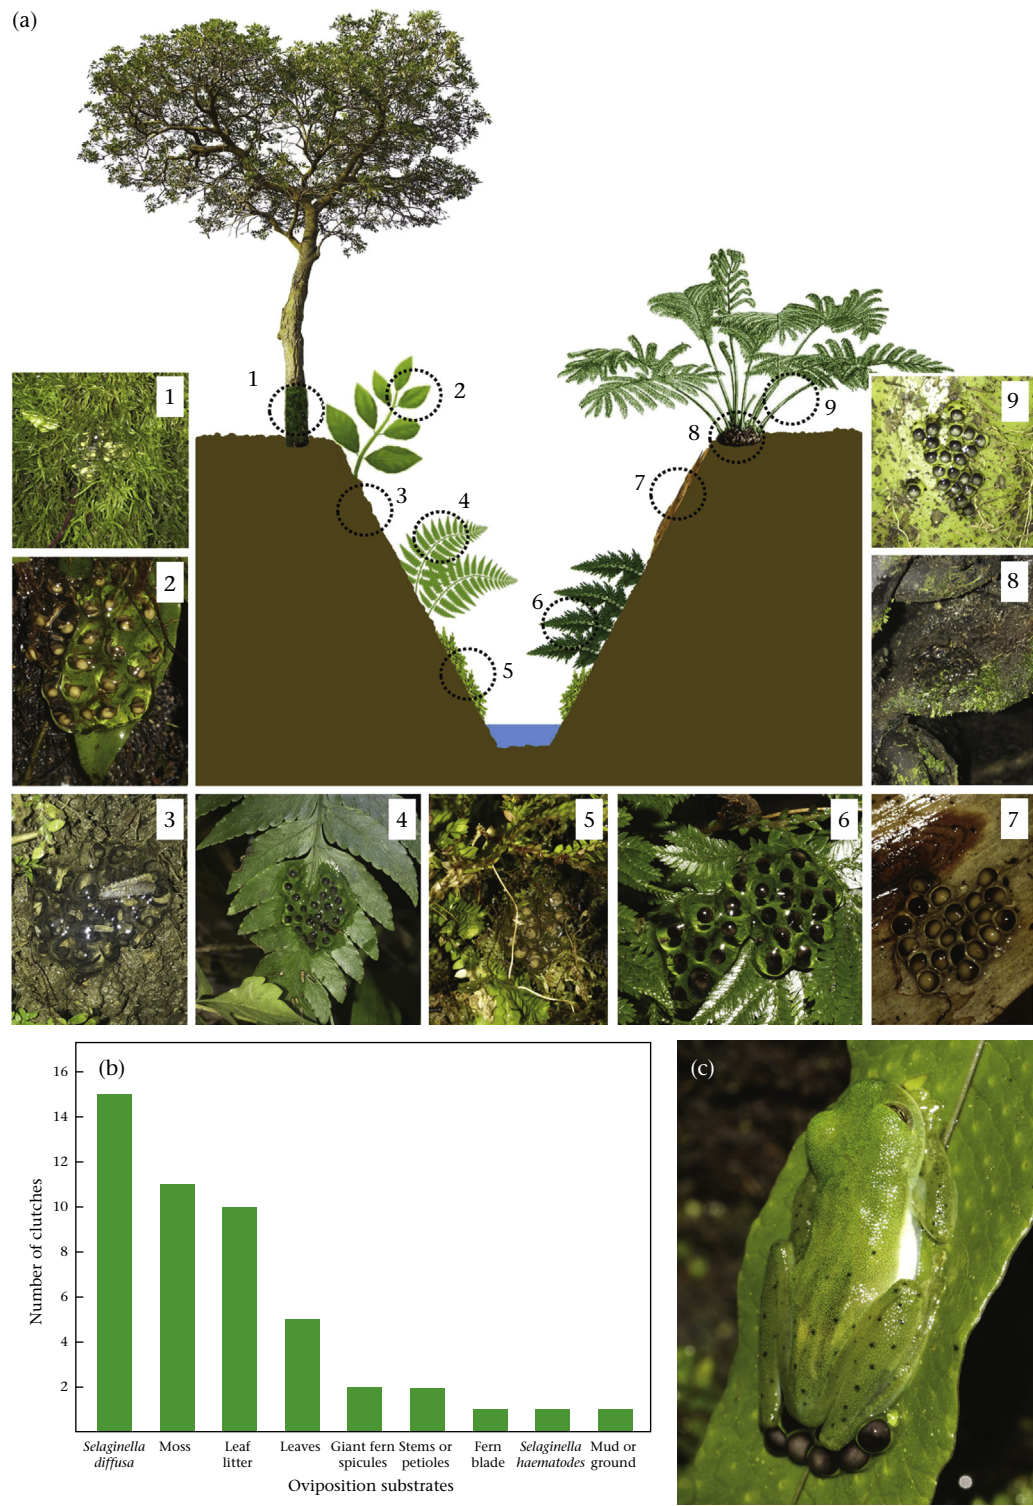 (a)
1
2
3
4
5
6
7
8
9
1
2
3
4
5
6
7
8
9
(b)
16
14
12
10
8
6
4
2
Number of clutches
Selaginella
diffusa
Moss
Leaf
litter
Leaves
Giant fern
spicules
Stems or
petioles
Fern
blade
Selaginella
haematodes
Mud or
ground
Oviposition substrates
(c)